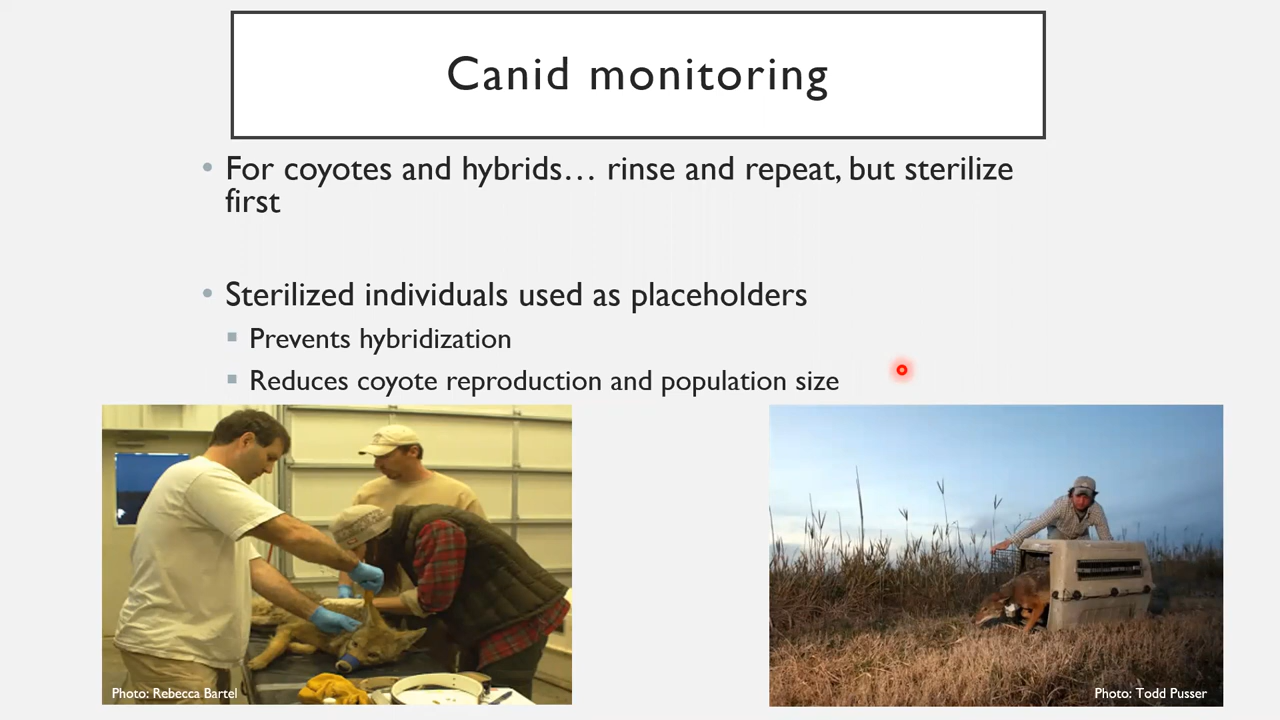 Canid monitoring
• For coyotes and hybrids… rinse and repeat, but sterilize
first
• Sterilized individuals used as placeholders
▪ Prevents hybridization
▪ Reduces coyote reproduction and population size
Photo: Rebecca Bartel
Photo: Todd Pusser